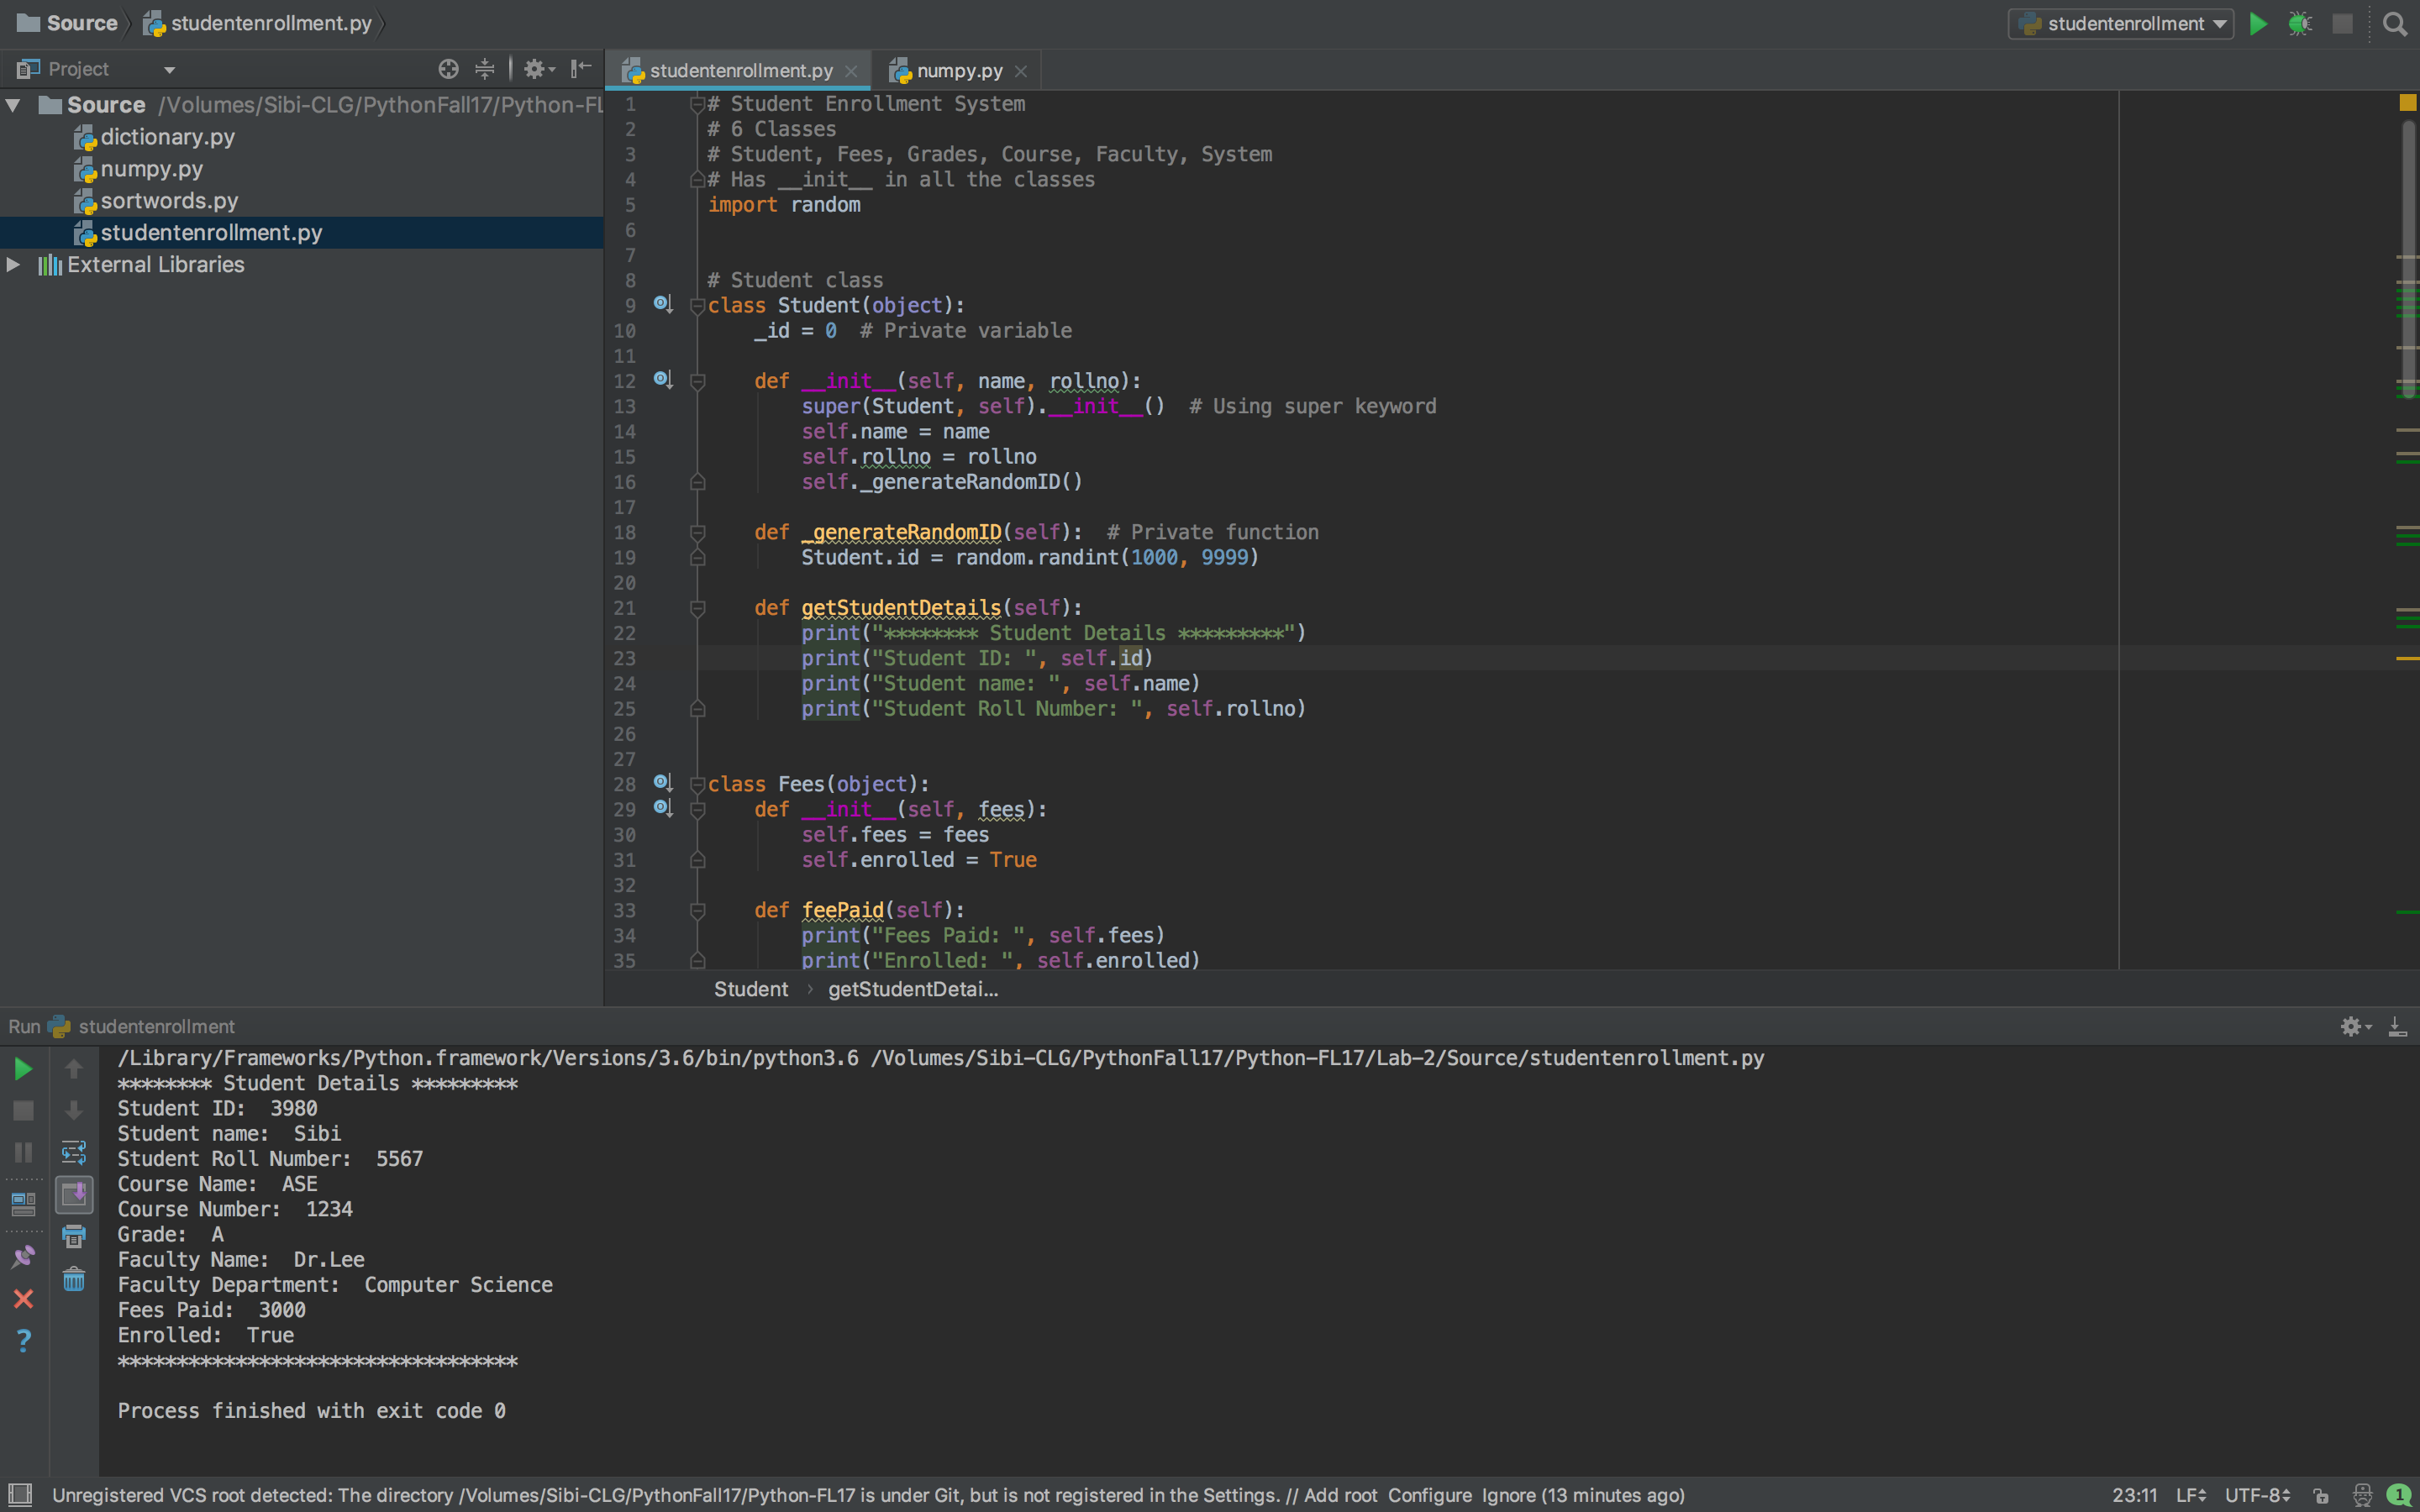 Source studentenrollment.py
studentenrollment
Project
studentenrollment.py numpy.py
Source /Volumes/Sibi-CLG/PythonFall17/Python-FL
dictionary.py
numpy.py
sortwords.py
studentenrollment.py
External Libraries
1 # Student Enrollment System
2 # 6 Classes
3 # Student, Fees, Grades, Course, Faculty, System
4 # Has __init__ in all the classes
5 import random
6
7
8 # Student class
9 class Student(object):
10     _id = 0  # Private variable
11
12     def __init__(self, name, rollno):
13         super(Student, self).__init__()  # Using super keyword
14         self.name = name
15         self.rollno = rollno
16         self._generateRandomID()
17
18     def _generateRandomID(self):  # Private function
19         Student.id = random.randint(1000, 9999)
20
21     def getStudentDetails(self):
22         print("******** Student Details *********")
23         print("Student ID: ", self.id)
24         print("Student name: ", self.name)
25         print("Student Roll Number: ", self.rollno)
26
27
28 class Fees(object):
29     def __init__(self, fees):
30         self.fees = fees
31         self.enrolled = True
32
33     def feePaid(self):
34         print("Fees Paid: ", self.fees)
35         print("Enrolled: ", self.enrolled)
Student › getStudentDetai...
Run studentenrollment
/Library/Frameworks/Python.framework/Versions/3.6/bin/python3.6 /Volumes/Sibi-CLG/PythonFall17/Python-FL17/Lab-2/Source/studentenrollment.py
******** Student Details *********
Student ID:  3980
Student name:  Sibi
Student Roll Number:  5567
Course Name:  ASE
Course Number:  1234
Grade:  A
Faculty Name:  Dr.Lee
Faculty Department:  Computer Science
Fees Paid:  3000
Enrolled:  True
**********************************
Process finished with exit code 0
Unregistered VCS root detected: The directory /Volumes/Sibi-CLG/PythonFall17/Python-FL17 is under Git, but is not registered in the Settings. // Add root Configure Ignore (13 minutes ago) 23:11 LF UTF-8 1